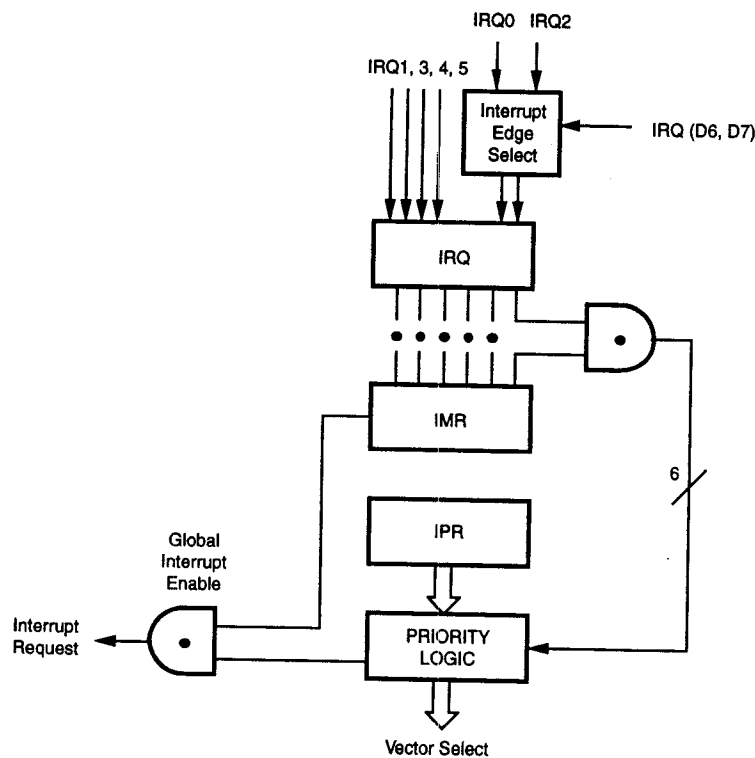 IRQ0 IRQ2
IRQ1, 3, 4, 5
Interrupt
Edge
Select
IRQ (D6, D7)
IRQ
IMR
6
IPR
Global
Interrupt
Enable
Interrupt
Request
PRIORITY
LOGIC
Vector Select